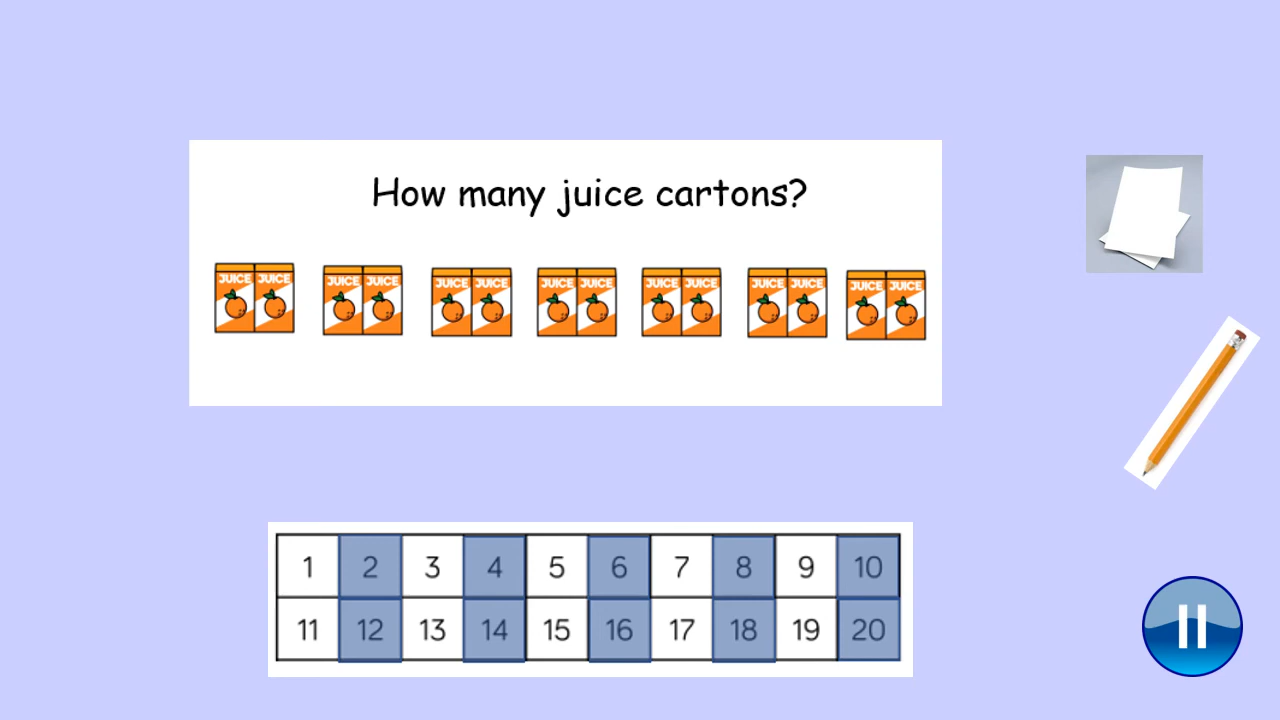 How many juice cartons?
JUICE JUICE JUICE JUICE JUICE JUICE JUICE JUICE JUICE JUICE JUICE JUICE JUICE JUICE
1 2 3 4 5 6 7 8 9 10
11 12 13 14 15 16 17 18 19 20